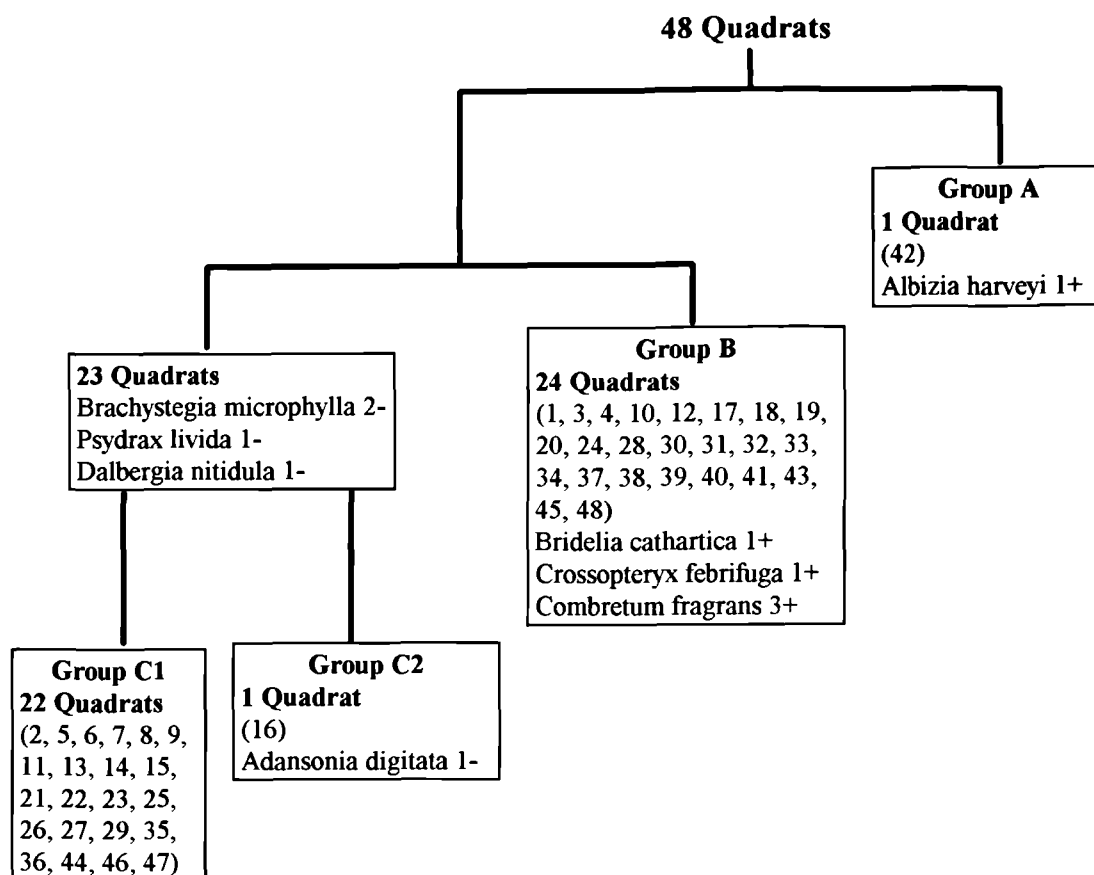 48 Quadrats
Group A
1 Quadrat
(42)
Albizia harveyi 1+
23 Quadrats
Brachystegia microphylla 2-
Psydrax livida 1-
Dalbergia nitidula 1-
Group B
24 Quadrats
(1, 3, 4, 10, 12, 17, 18, 19,
20, 24, 28, 30, 31, 32, 33,
34, 37, 38, 39, 40, 41, 43,
45, 48)
Bridelia cathartica 1+
Crossopteryx febrifuga 1+
Combretum fragrans 3+
Group C1
22 Quadrats
(2, 5, 6, 7, 8, 9,
11, 13, 14, 15,
21, 22, 23, 25,
26, 27, 29, 35,
36, 44, 46, 47)
Group C2
1 Quadrat
(16)
Adansonia digitata 1-